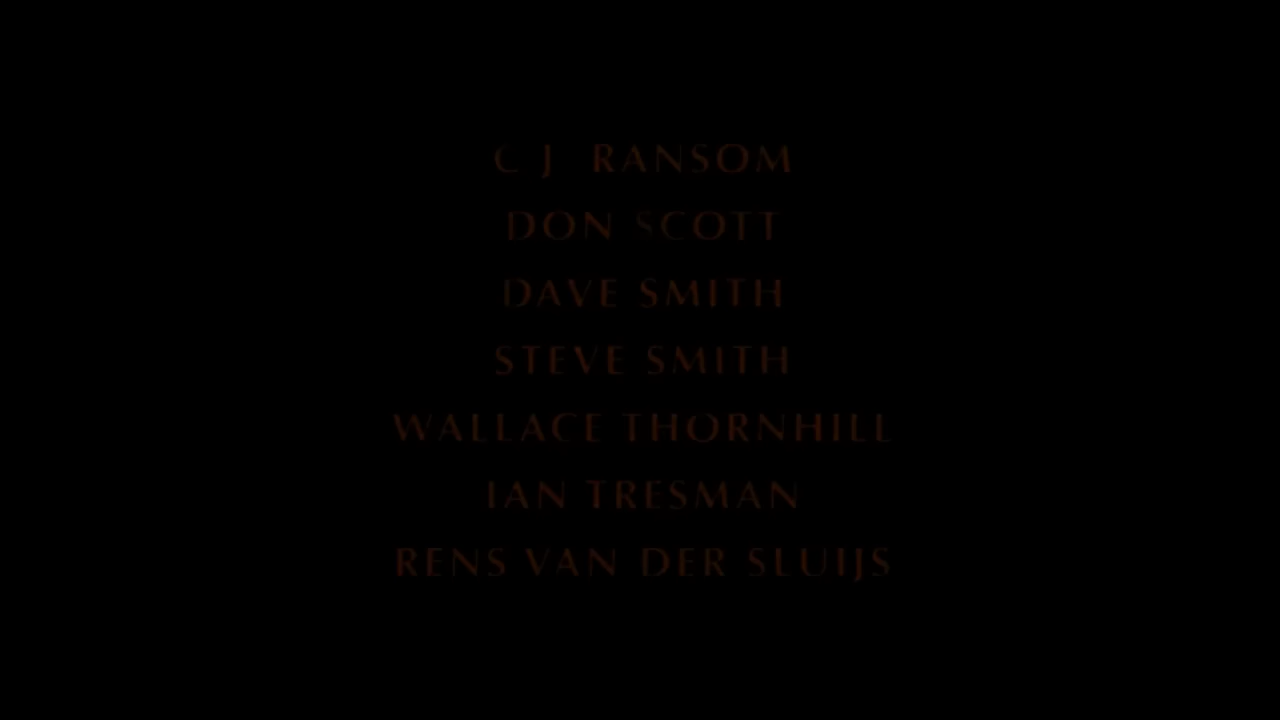 C J RANSOM
DON SCOTT
DAVE SMITH
STEVE SMITH
WALLACE THORNHILL
IAN TRESMAN
RENS VAN DER SLUIJS